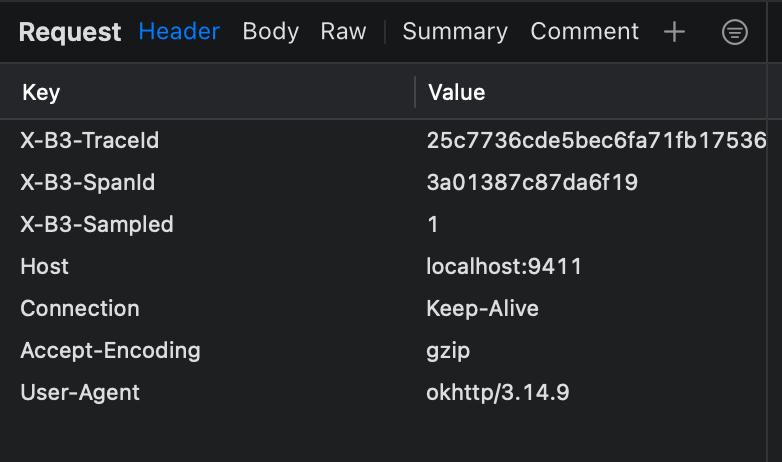 Request Header Body Raw Summary Comment +
Key Value
X-B3-TraceId 25c7736cde5bec6fa71fb17536
X-B3-SpanId 3a01387c87da6f19
X-B3-Sampled 1
Host localhost:9411
Connection Keep-Alive
Accept-Encoding gzip
User-Agent okhttp/3.14.9